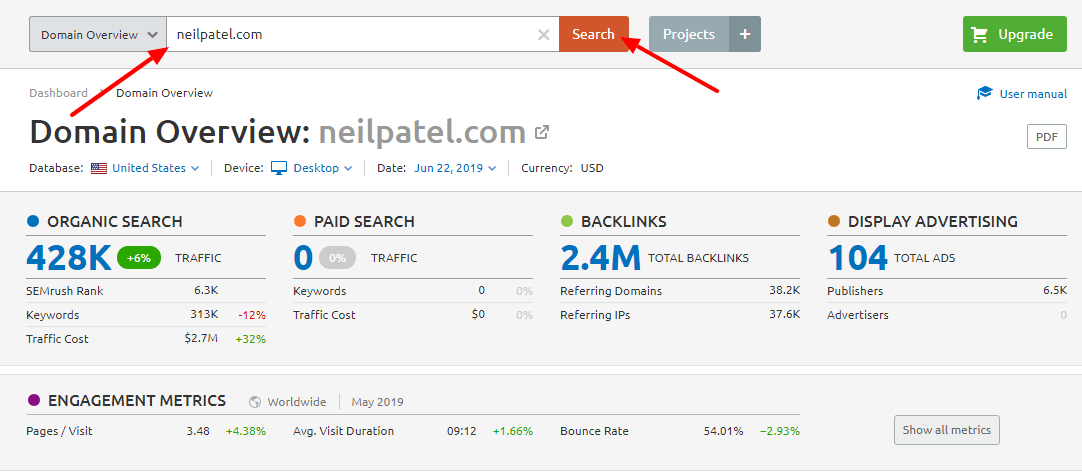 Domain Overview neilpatel.com Search Projects + Upgrade
Dashboard Domain Overview User manual
Domain Overview: neilpatel.com PDF
Database: United States Device: Desktop Date: Jun 22, 2019 Currency: USD
ORGANIC SEARCH PAID SEARCH BACKLINKS DISPLAY ADVERTISING
428K +6% TRAFFIC 0 0% TRAFFIC 2.4M TOTAL BACKLINKS 104 TOTAL ADS
SEMrush Rank 6.3K Keywords 0 0% Referring Domains 38.2K Publishers 6.5K
Keywords 313K -12% Traffic Cost $0 0% Referring IPs 37.6K Advertisers 0
Traffic Cost $2.7M +32%
ENGAGEMENT METRICS Worldwide May 2019
Pages / Visit 3.48 +4.38% Avg. Visit Duration 09:12 +1.66% Bounce Rate 54.01% −2.93% Show all metrics